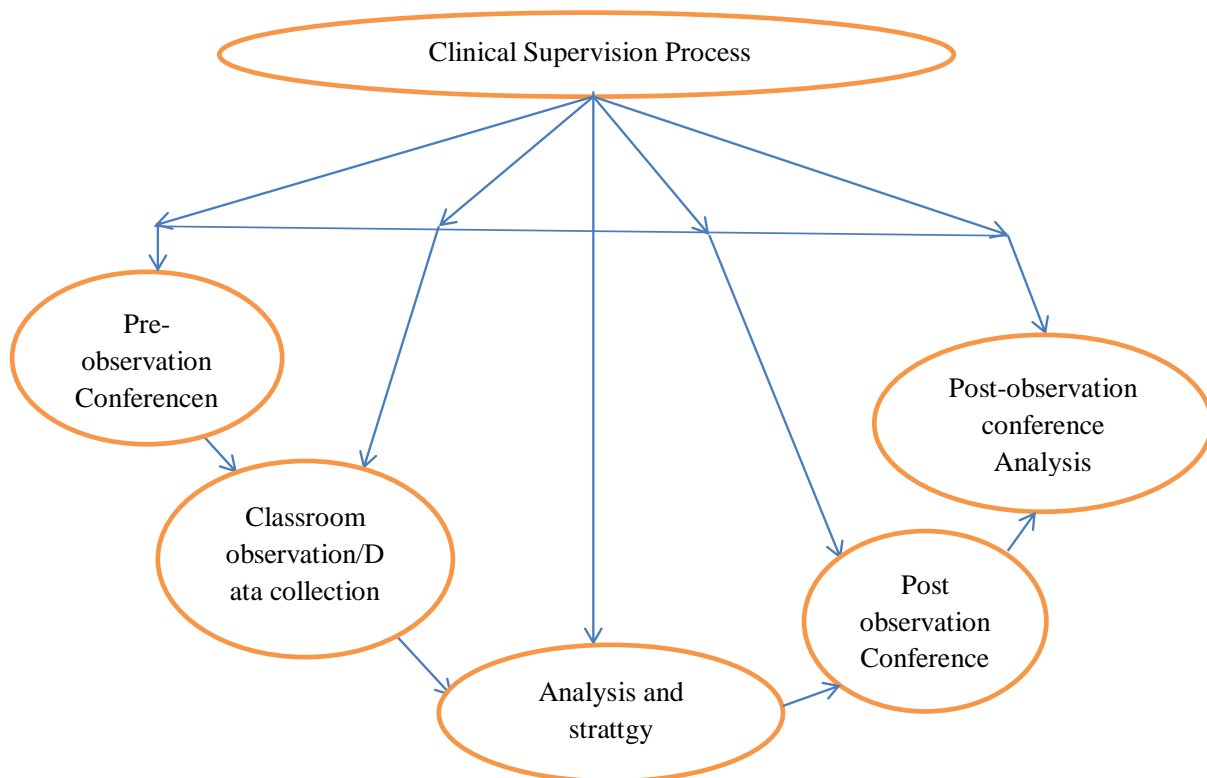 Clinical Supervision Process
Pre-
observation
Conferencen
Classroom
observation/D
ata collection
Analysis and
strattgy
Post
observation
Conference
Post-observation
conference
Analysis